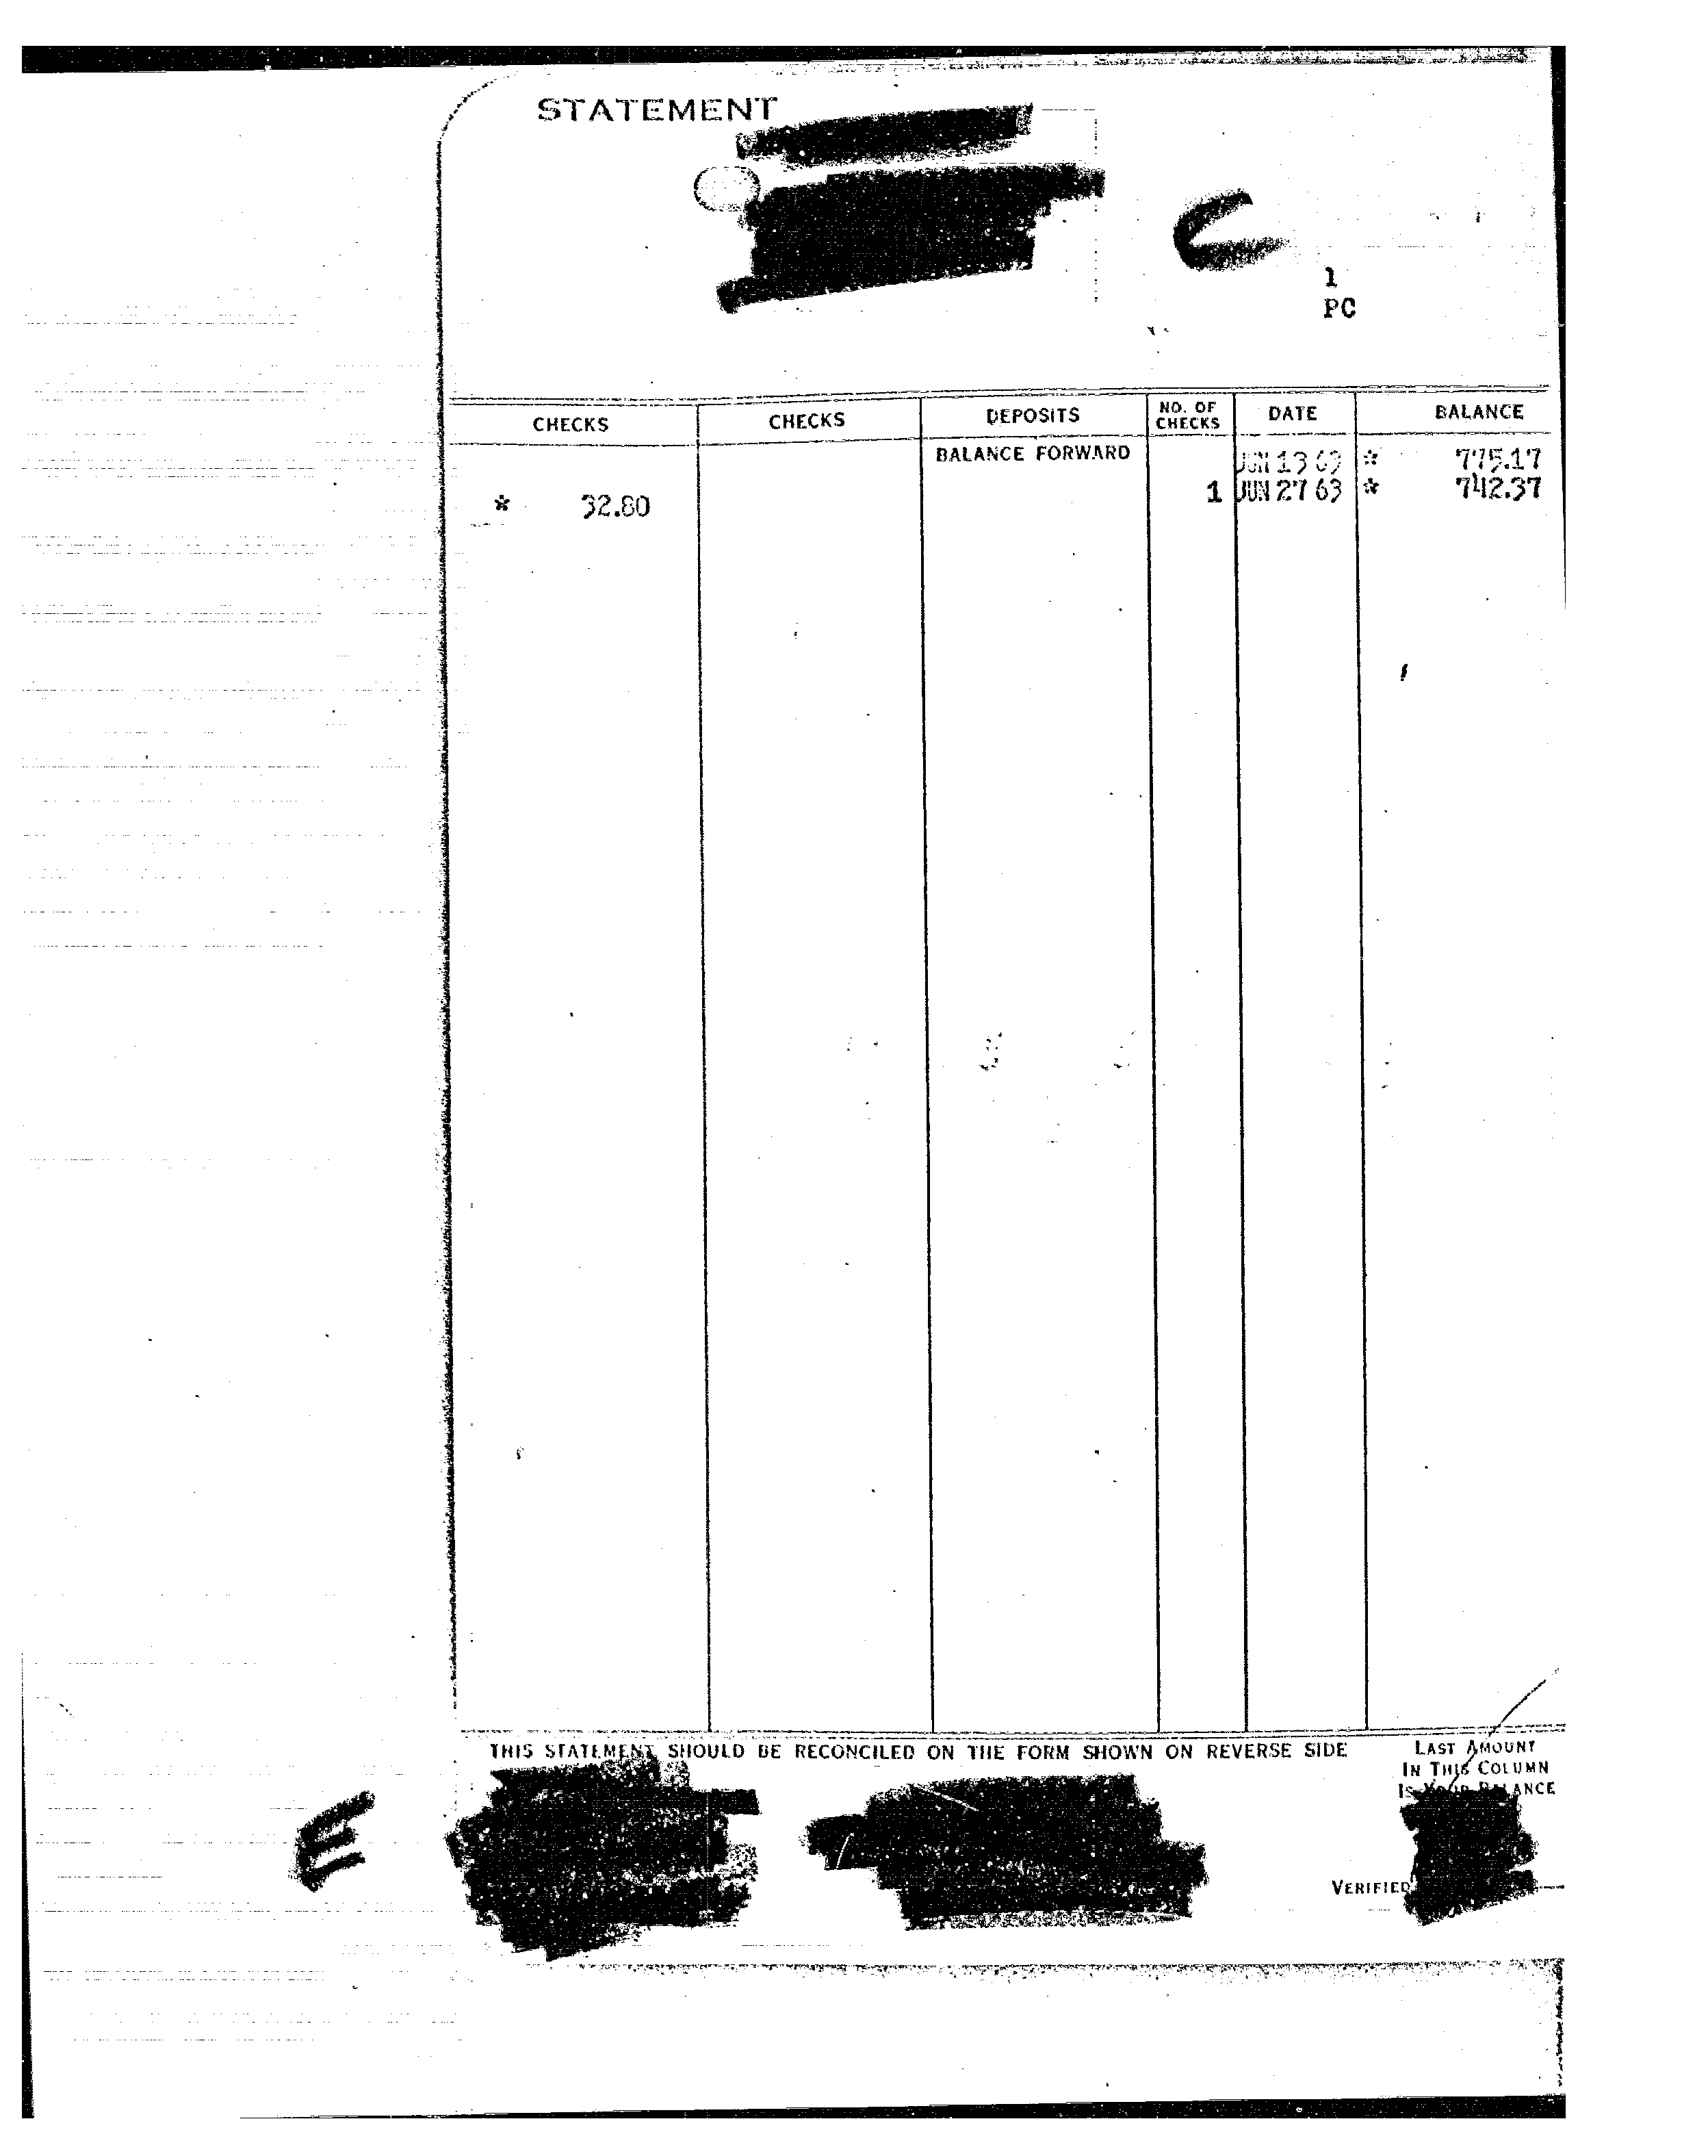 STATEMENT
C
1
PC
CHECKS CHECKS DEPOSITS NO. OF CHECKS DATE BALANCE
BALANCE FORWARD JUN 13 63 * 775.17
* 32.80 1 JUN 27 63 * 742.37
THIS STATEMENT SHOULD BE RECONCILED ON THE FORM SHOWN ON REVERSE SIDE
LAST AMOUNT
IN THIS COLUMN
IS YOUR BALANCE
E
VERIFIED